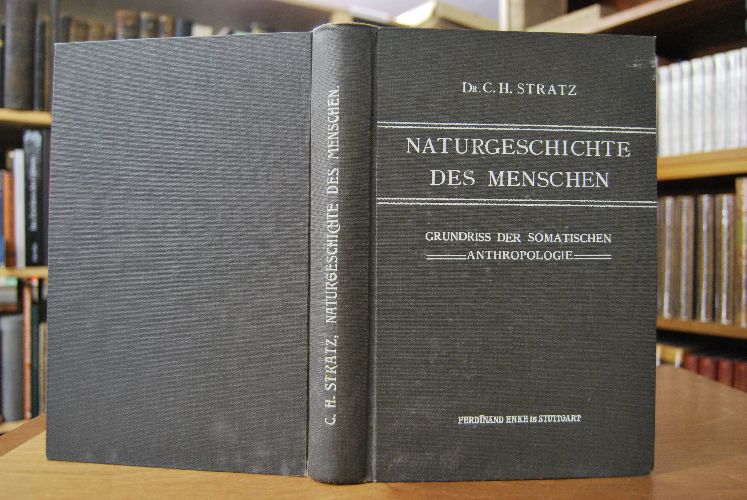 DR. C. H. STRATZ
NATURGESCHICHTE
DES MENSCHEN
GRUNDRISS DER SOMATISCHEN
ANTHROPOLOGIE
FERDINAND ENKE IN STUTTGART
C. H. STRATZ, NATURGESCHICHTE DES MENSCHEN.